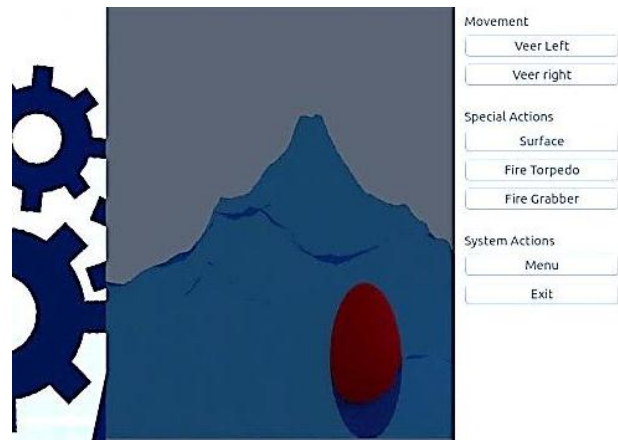 Movement
Veer Left
Veer right
Special Actions
Surface
Fire Torpedo
Fire Grabber
System Actions
Menu
Exit